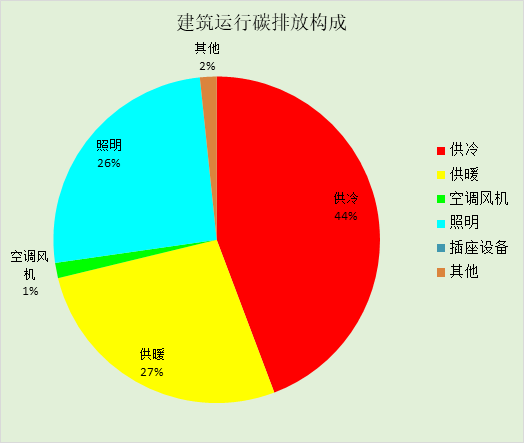 建筑运行碳排放构成
其他
2%
照明
26%
供冷
44%
空调风
机
1%
供暖
27%
供冷
供暖
空调风机
照明
插座设备
其他